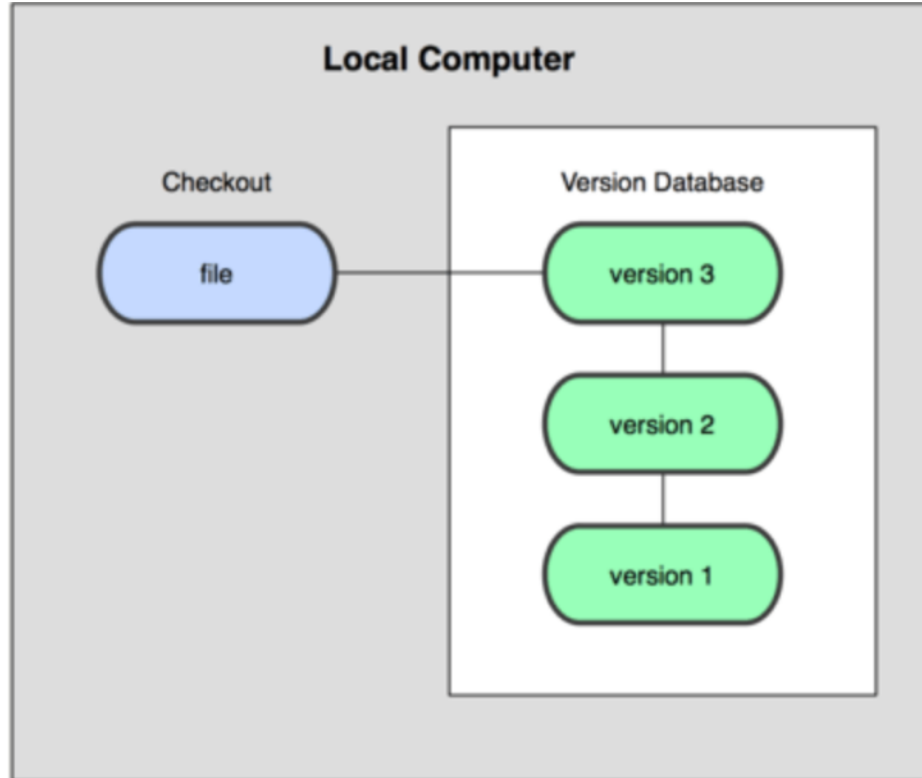 Local Computer
Checkout
Version Database
file
version 3
version 2
version 1